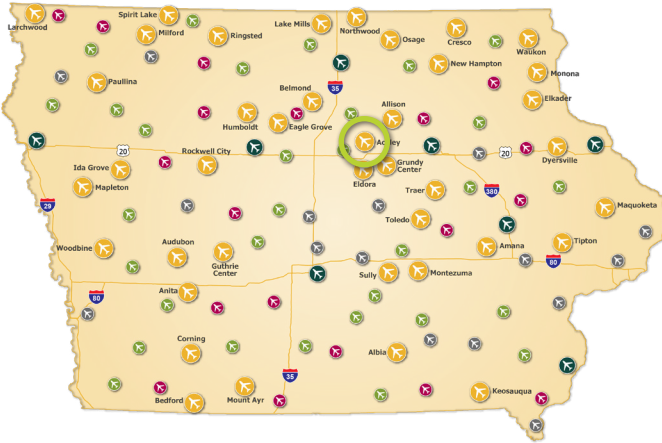 Spirit Lake
Larchwood
Milford
Ringsted
Lake Mills
Northwood
Osage
Cresco
Waukon
New Hampton
Monona
Paullina
Belmond
Elkader
35
Allison
Humboldt
Eagle Grove
Ackley
20
Rockwell City
20
Dyersville
Ida Grove
Grundy
Center
Mapleton
Eldora
Traer
380
29
Toledo
Maquoketa
Woodbine
Audubon
Guthrie
Center
Amana
Tipton
80
Sully
Montezuma
Anita
80
Corning
Albia
35
Bedford
Mount Ayr
Keosauqua